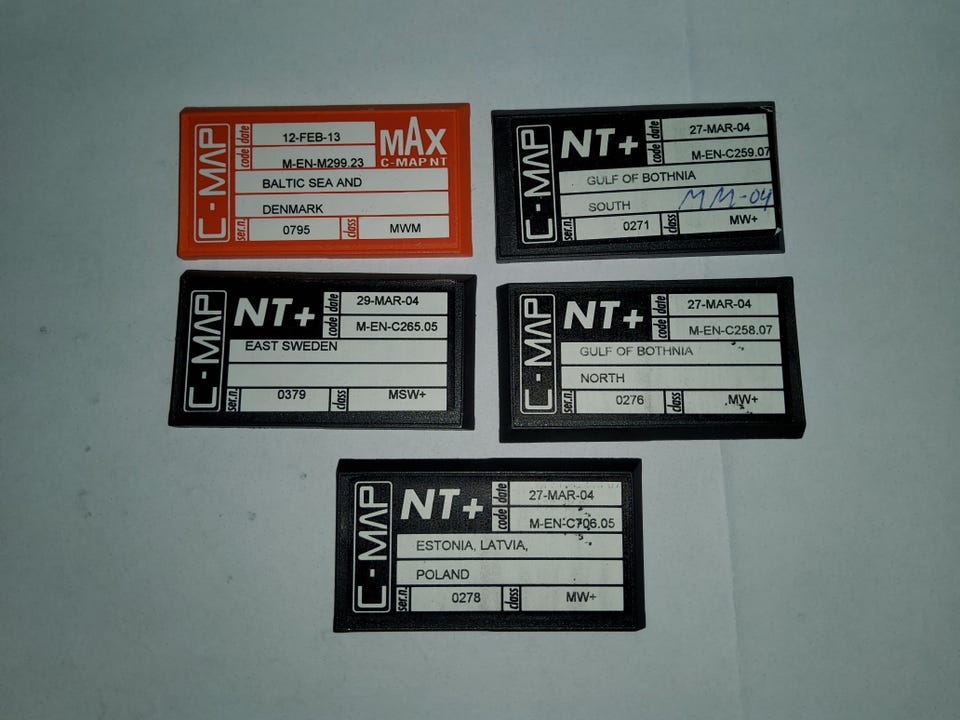 C-MAP
date 12-FEB-13
code M-EN-M299.23
MAX
C-MAP NT
BALTIC SEA AND
DENMARK
ser.n. 0795 class MWM
C-MAP
NT+
date 27-MAR-04
code M-EN-C259.07
GULF OF BOTHNIA
SOUTH MM-04
ser.n. 0271 class MW+
C-MAP
NT+
date 29-MAR-04
code M-EN-C265.05
EAST SWEDEN
ser.n. 0379 class MSW+
C-MAP
NT+
date 27-MAR-04
code M-EN-C258.07
GULF OF BOTHNIA
NORTH
ser.n. 0276 class MW+
C-MAP
NT+
date 27-MAR-04
code M-EN-C706.05
ESTONIA, LATVIA,
POLAND
ser.n. 0278 class MW+